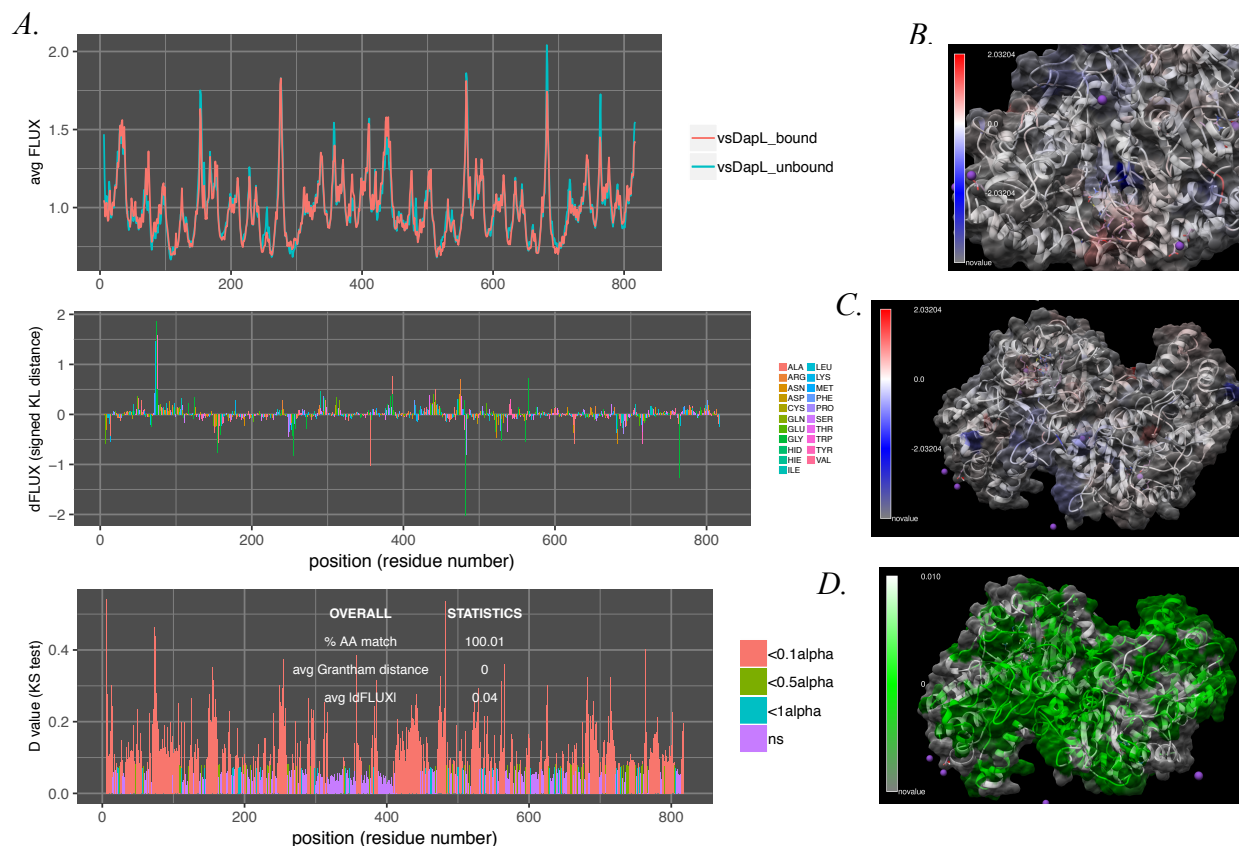 A.
avg FLUX
2.0
1.5
1.0
0 200 400 600 800
vsDapL_bound
vsDapL_unbound
dFLUX (signed KL distance)
2
1
0
−1
−2
0 200 400 600 800
position (residue number)
ALA LEU
ARG LYS
ASN MET
ASP PHE
CYS PRO
GLN SER
GLU THR
GLY TRP
HID TYR
HIE VAL
ILE
D value (KS test)
0.4
0.2
0.0
OVERALL STATISTICS
% AA match 100.01
avg Grantham distance 0
avg |dFLUX| 0.04
0 200 400 600 800
position (residue number)
<0.1alpha
<0.5alpha
<1alpha
ns
B.
2.03204
0.0
-2.03204
novalue
C.
2.03204
0.0
-2.03204
novalue
D.
0.010
0
novalue